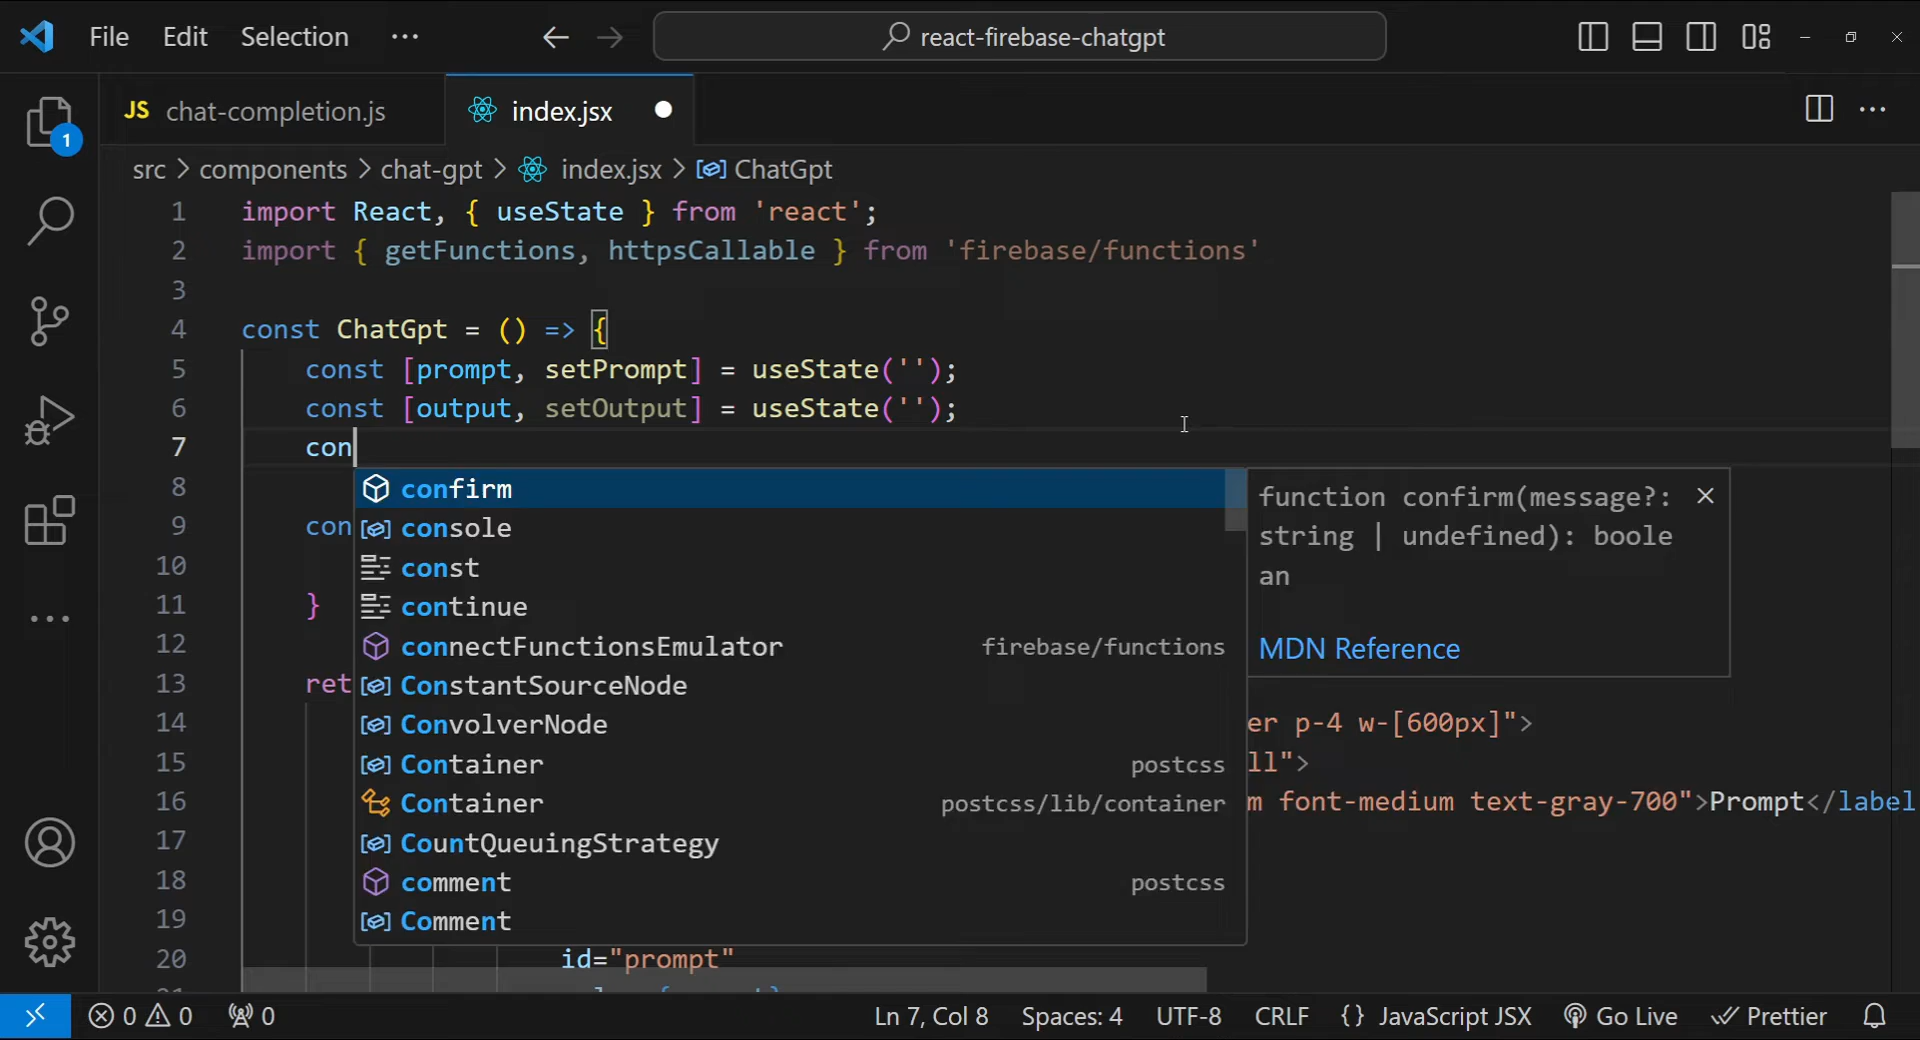 File Edit Selection ··· react-firebase-chatgpt
JS chat-completion.js index.jsx
1
src > components > chat-gpt > index.jsx > ChatGpt
1 import React, { useState } from 'react';
2 import { getFunctions, httpsCallable } from 'firebase/functions'
3
4 const ChatGpt = () => {
5 const [prompt, setPrompt] = useState('');
6 const [output, setOutput] = useState('');
7 con
8 confirm
9 con console
10 const
11 } continue
12 connectFunctionsEmulator firebase/functions
13 ret ConstantSourceNode
14 ConvolverNode er p-4 w-[600px]">
15 Container postcss ll">
16 Container postcss/lib/container m font-medium text-gray-700">Prompt</label
17 CountQueuingStrategy
18 comment postcss
19 Comment
20 id="prompt"
function confirm(message?:
string | undefined): boole
an
MDN Reference
0 0 0 Ln 7, Col 8 Spaces: 4 UTF-8 CRLF {} JavaScript JSX Go Live Prettier